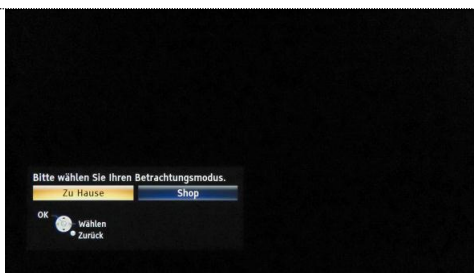 Bitte wählen Sie Ihren Betrachtungsmodus.
Zu Hause Shop
OK
Wählen
Zurück